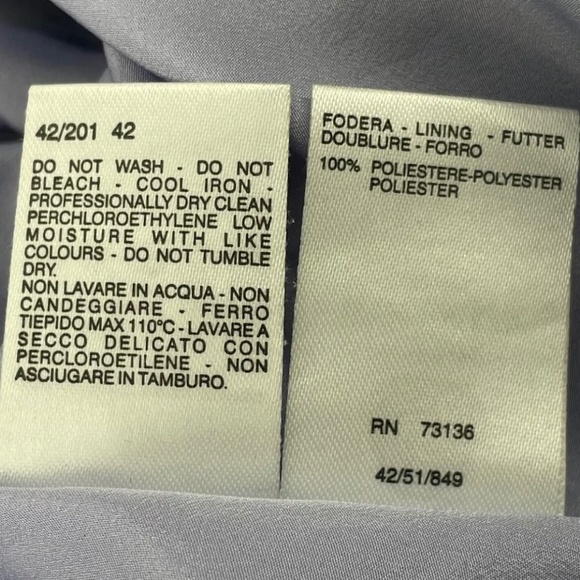 42/201 42
DO NOT WASH - DO NOT
BLEACH - COOL IRON -
PROFESSIONALLY DRY CLEAN
PERCHLOROETHYLENE LOW
MOISTURE WITH LIKE
COLOURS - DO NOT TUMBLE
DRY.
NON LAVARE IN ACQUA - NON
CANDEGGIARE - FERRO
TIEPIDO MAX 110°C - LAVARE A
SECCO DELICATO CON
PERCLOROETILENE - NON
ASCIUGARE IN TAMBURO.
FODERA - LINING - FUTTER
DOUBLURE - FORRO
100% POLIESTERE-POLYESTER
POLIESTER
RN 73136
42/51/849